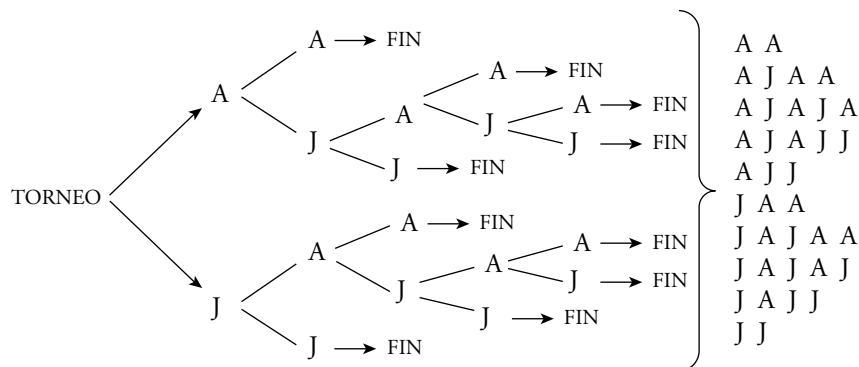 A → FIN
A A
A → FIN
A J A A
A
A
A → FIN
A J A J A
J
J
J → FIN
A J A J J
J → FIN
A J J
TORNEO
J A A
A → FIN
J A J A A
A
A
A → FIN
J A J A J
J
J → FIN
J
J → FIN
J A J J
J → FIN
J J